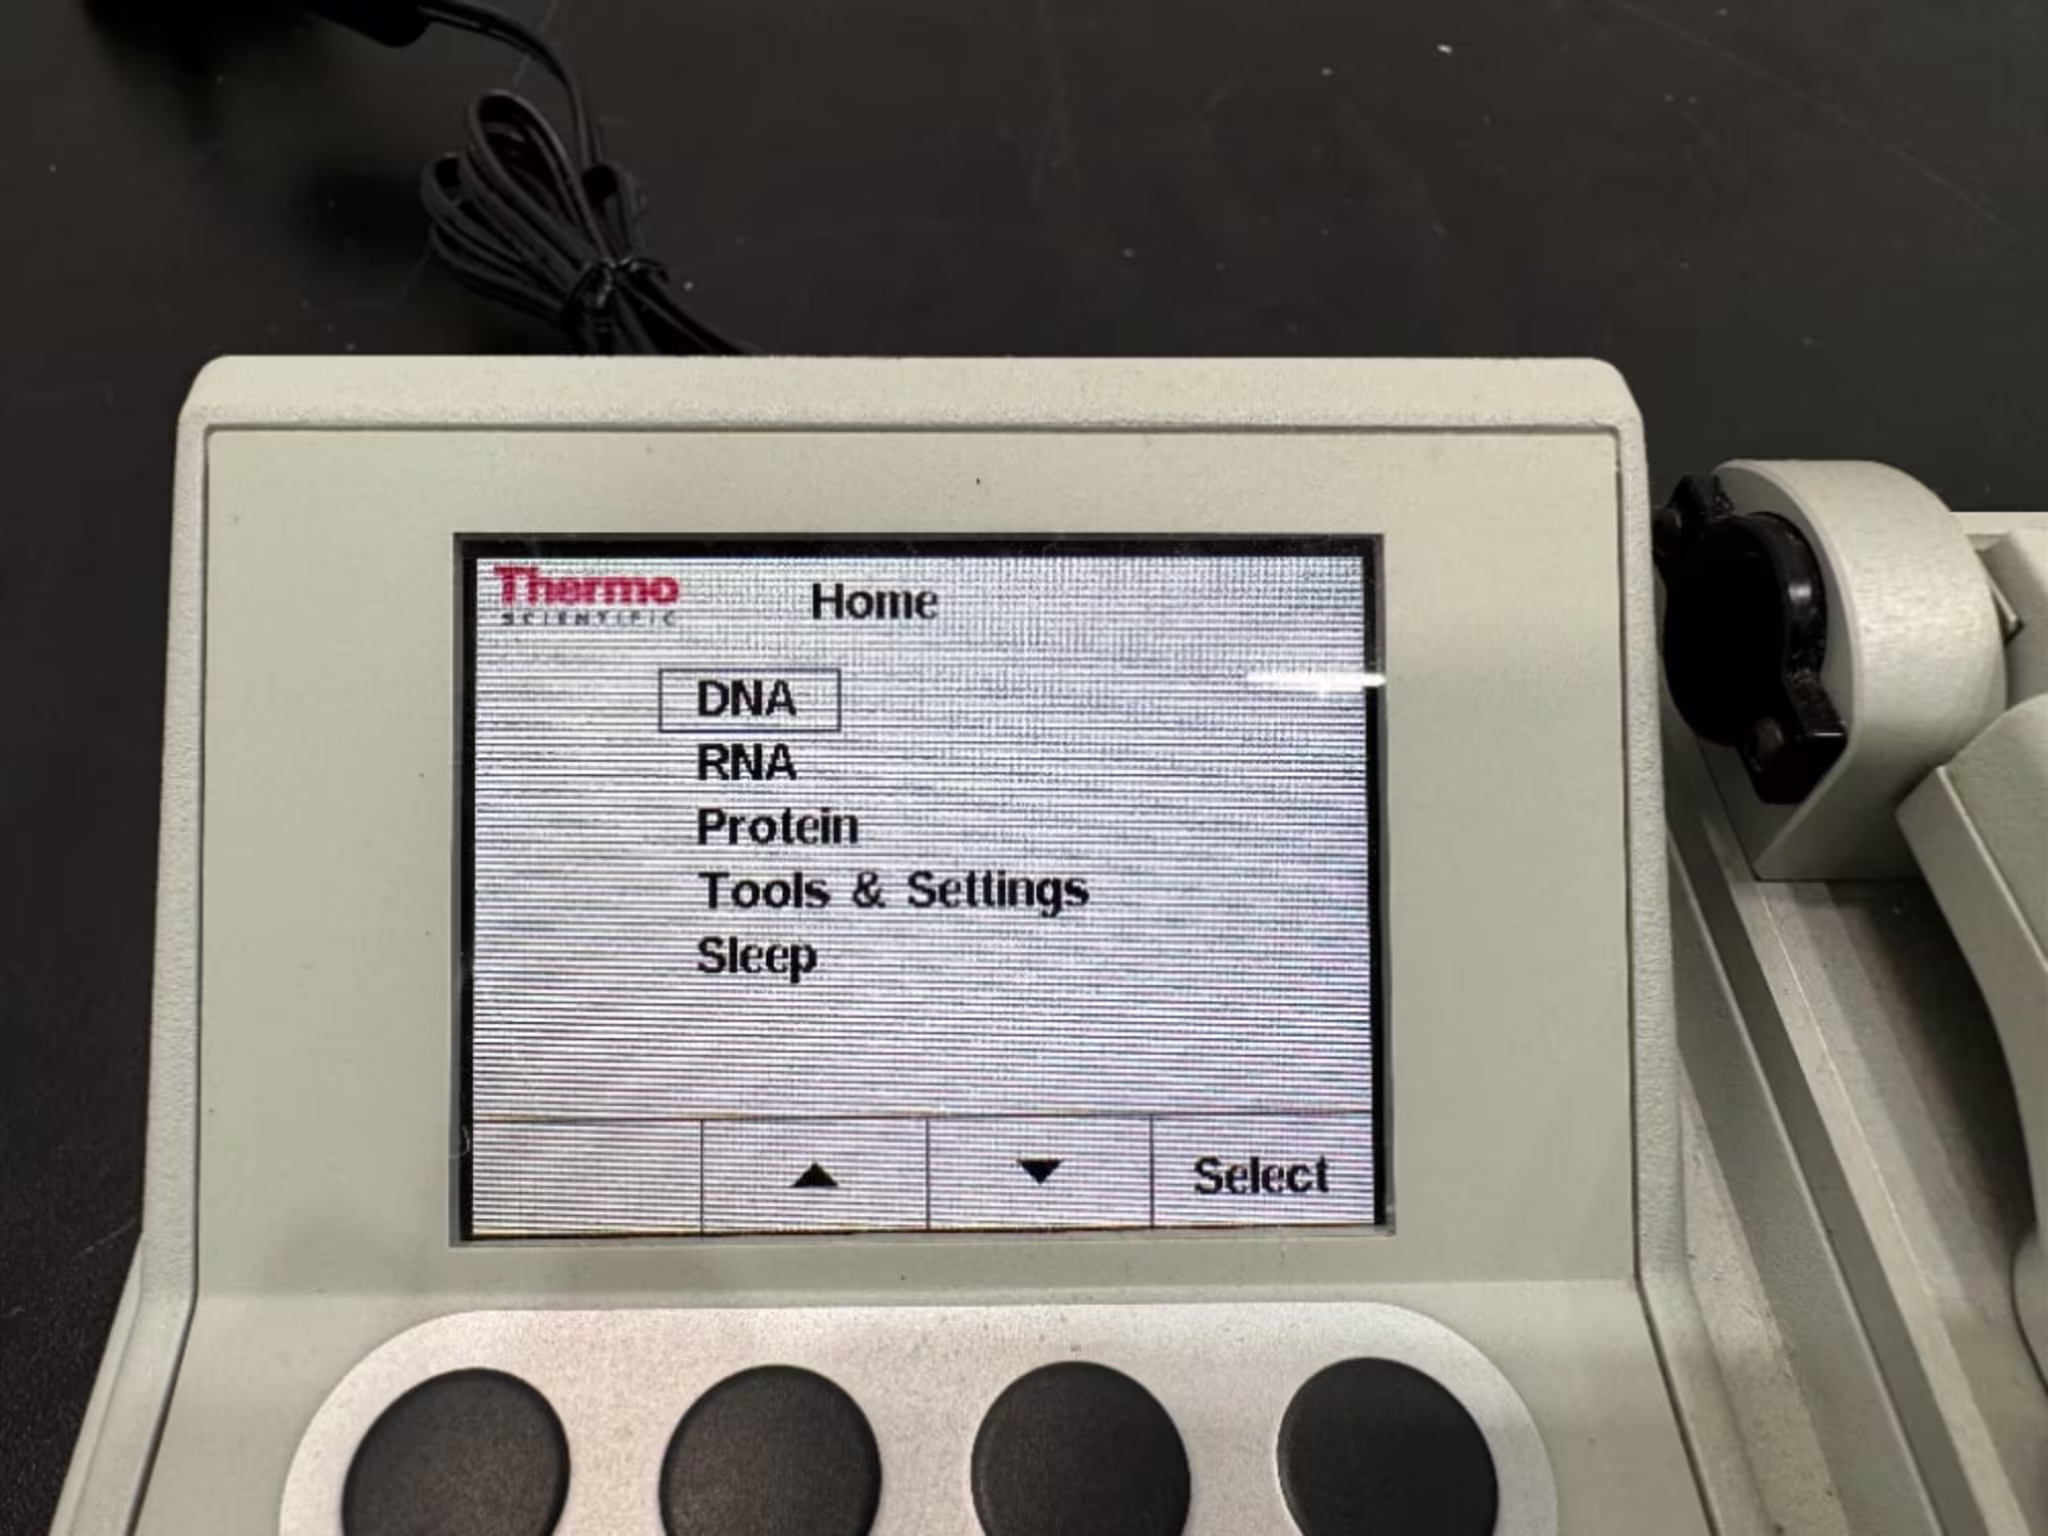 Thermo
SCIENTIFIC
Home
DNA
RNA
Protein
Tools & Settings
Sleep
▲ ▼ Select